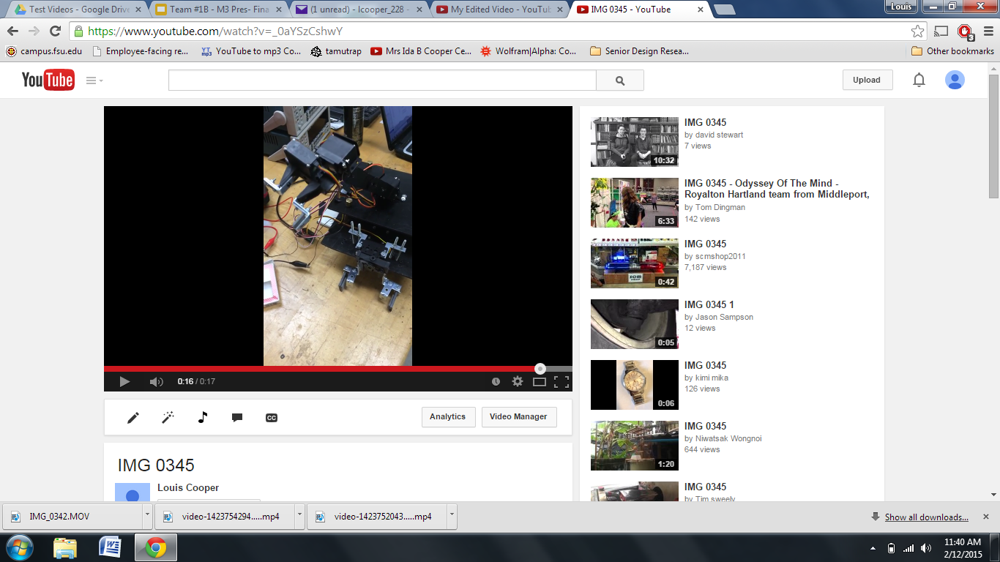 Test Videos - Google Drive
Team #1B - M3 Pres- Fina
(1 unread) - lcooper_228 -
My Edited Video - YouTub
IMG 0345 - YouTube
Louis
https://www.youtube.com/watch?v=_0aYSzCshwY
3
campus.fsu.edu
Employee-facing re...
YT mp3
YouTube to mp3 Co...
tamutrap
Mrs Ida B Cooper Ce...
Wolfram|Alpha: Co...
Senior Design Resea...
Other bookmarks
YouTube
Upload
IMG 0345
by david stewart
7 views
10:32
IMG 0345 - Odyssey Of The Mind -
Royalton Hartland team from Middleport,
by Tom Dingman
142 views
6:33
IMG 0345
by scmshop2011
7,187 views
SCM
0:42
IMG 0345 1
by Jason Sampson
12 views
0:05
IMG 0345
by kimi mika
126 views
0:06
IMG 0345
by Niwatsak Wongnoi
644 views
1:20
IMG 0345
by Tim sweely
0:16 / 0:17
CC
Analytics
Video Manager
IMG 0345
Louis Cooper
IMG_0342.MOV
video-1423754294.....mp4
video-1423752043.....mp4
Show all downloads...
11:40 AM
2/12/2015